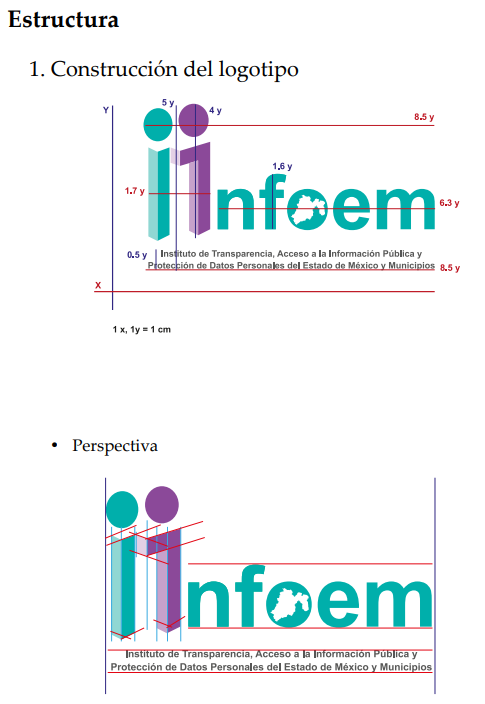 Estructura
1. Construcción del logotipo
Y
5 y
4 y
8.5 y
1.6 y
1.7 y
infoem
6.3 y
0.5 y
Instituto de Transparencia, Acceso a la Información Pública y
Protección de Datos Personales del Estado de México y Municipios
8.5 y
X
1 x, 1y = 1 cm
• Perspectiva
infoem
Instituto de Transparencia, Acceso a la Información Pública y
Protección de Datos Personales del Estado de México y Municipios